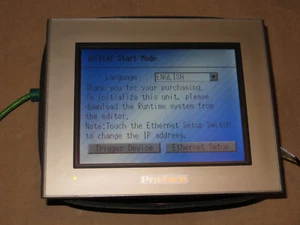 Initial Start Mode
Language ENGLISH
Thank you for your purchasing.
To initialize this unit, please
download the Runtime system from
the editor.
Note:Touch the Ethernet Setup Switch
to change the IP address.
Trigger Device Ethernet Setup
Pro-face